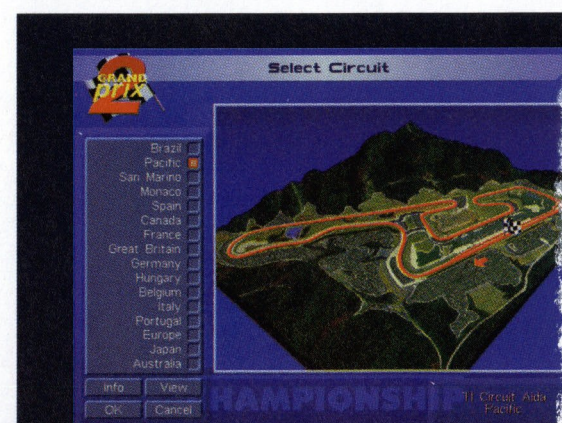 GRAND
prix
2
Select Circuit
Brazil
Pacific
San Marino
Monaco
Spain
Canada
France
Great Britain
Germany
Hungary
Belgium
Italy
Portugal
Europe
Japan
Australia
Info
View
OK
Cancel
HAMPIONSHIP
TI Circuit Aida
Pacific